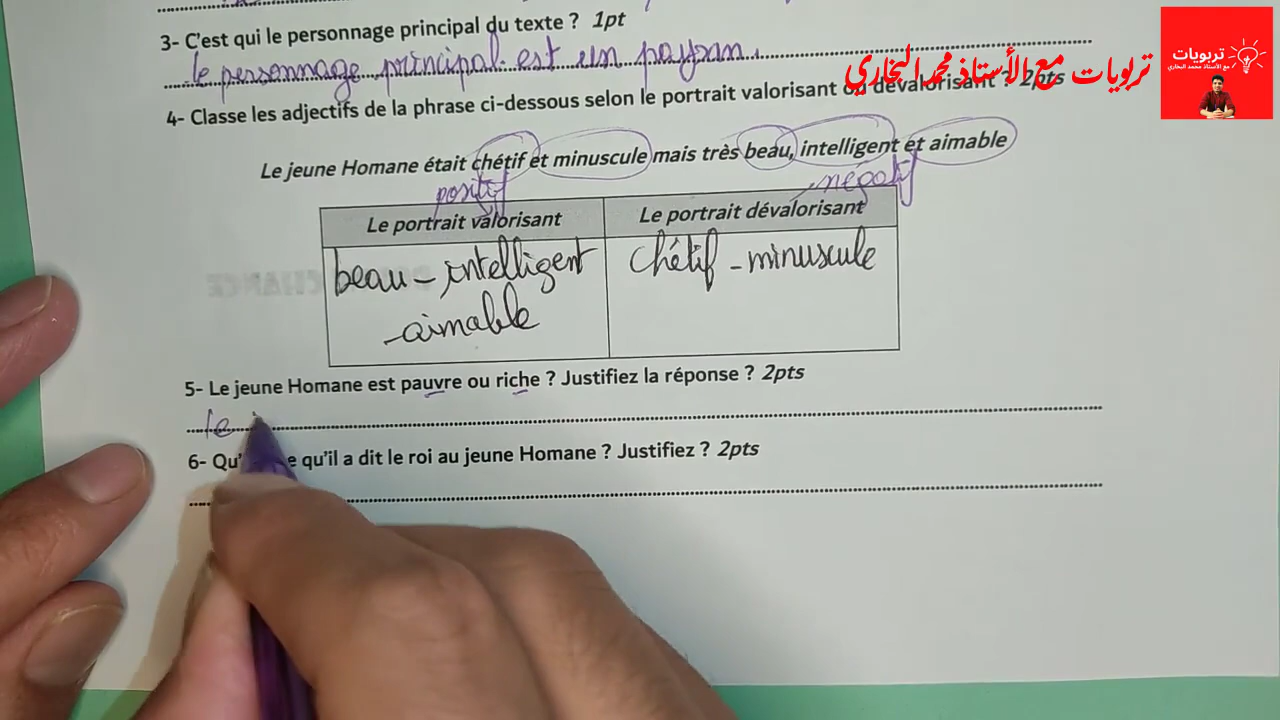 3- C'est qui le personnage principal du texte ? 1pt
le personnage principal est un paysan.
تربويات مع الأستاذ محمد البخاري
تربويات
مع الأستاذ محمد البخاري
4- Classe les adjectifs de la phrase ci-dessous selon le portrait valorisant ou dévalorisant ? 2pts
Le jeune Homane était chétif et minuscule mais très beau, intelligent et aimable
positif négatif
Le portrait valorisant Le portrait dévalorisant
beau - intelligent chétif - minuscule
- aimable
5- Le jeune Homane est pauvre ou riche ? Justifiez la réponse ? 2pts
le
6- Qu' e qu'il a dit le roi au jeune Homane ? Justifiez ? 2pts